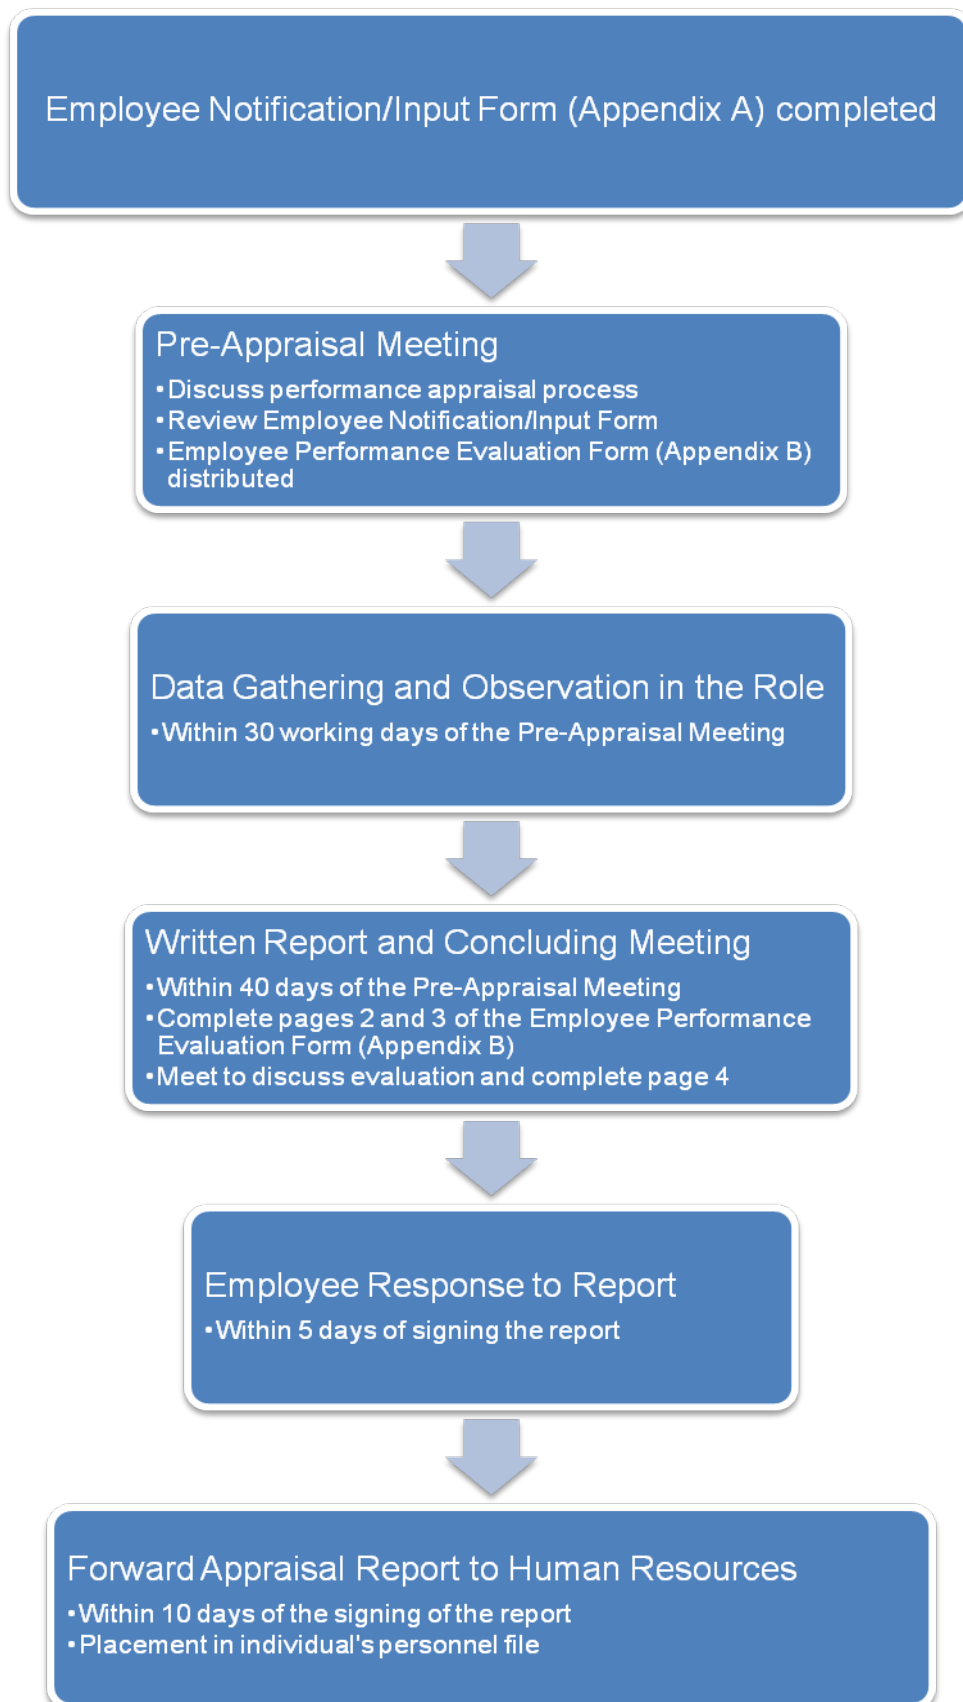 Employee Notification/Input Form (Appendix A) completed
Pre-Appraisal Meeting
•Discuss performance appraisal process
•Review Employee Notification/Input Form
•Employee Performance Evaluation Form (Appendix B)
distributed
Data Gathering and Observation in the Role
•Within 30 working days of the Pre-Appraisal Meeting
Written Report and Concluding Meeting
•Within 40 days of the Pre-Appraisal Meeting
•Complete pages 2 and 3 of the Employee Performance
Evaluation Form (Appendix B)
•Meet to discuss evaluation and complete page 4
Employee Response to Report
•Within 5 days of signing the report
Forward Appraisal Report to Human Resources
•Within 10 days of the signing of the report
•Placement in individual's personnel file